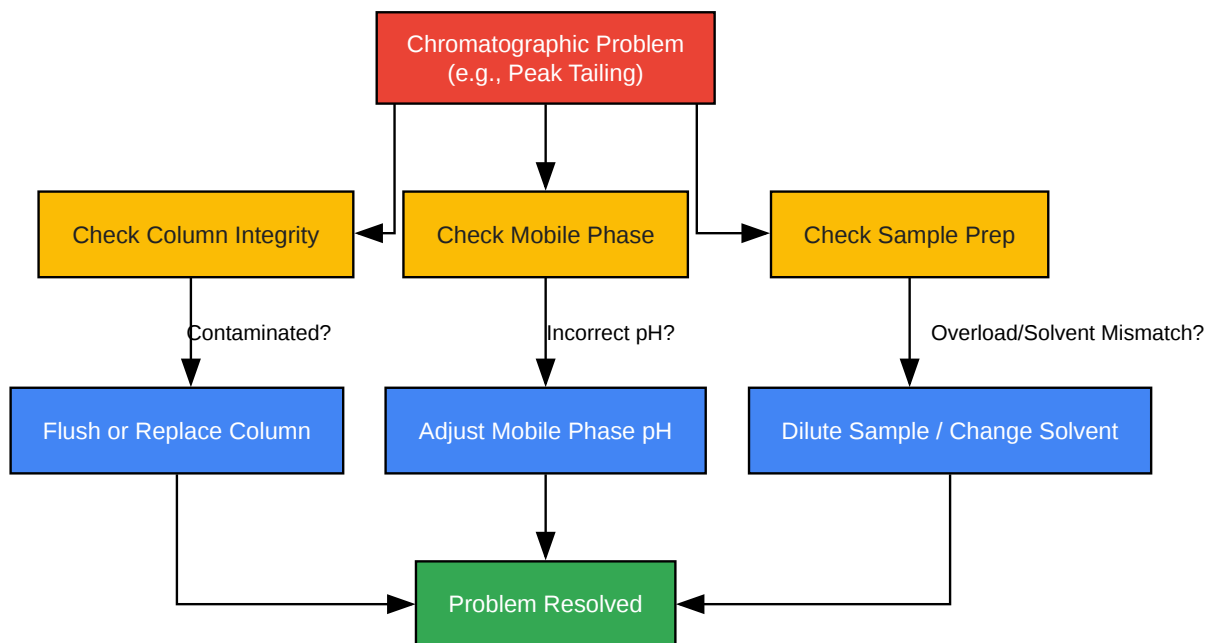 Chromatographic Problem
(e.g., Peak Tailing)
Check Column Integrity
Check Mobile Phase
Check Sample Prep
Contaminated?
Incorrect pH?
Overload/Solvent Mismatch?
Flush or Replace Column
Adjust Mobile Phase pH
Dilute Sample / Change Solvent
Problem Resolved